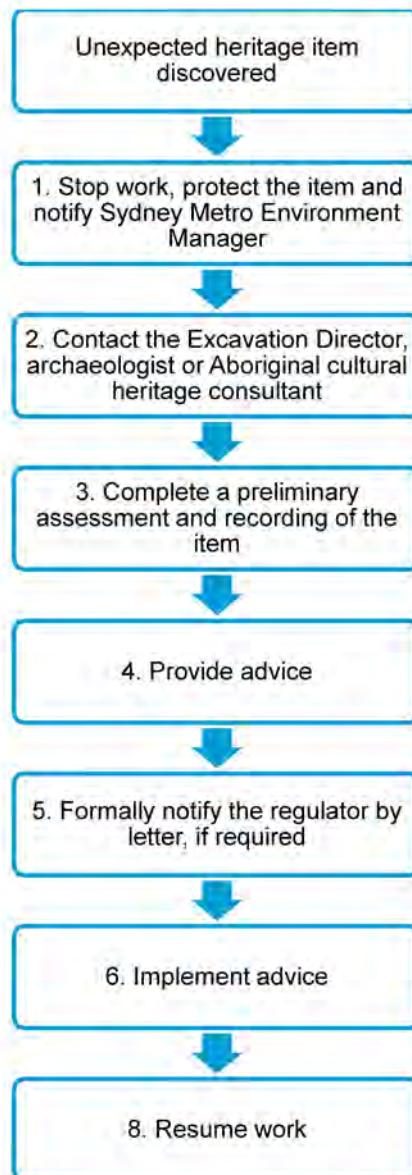 Unexpected heritage item
discovered
1. Stop work, protect the item and
notify Sydney Metro Environment
Manager
2. Contact the Excavation Director,
archaeologist or Aboriginal cultural
heritage consultant
3. Complete a preliminary
assessment and recording of the
item
4. Provide advice
5. Formally notify the regulator by
letter, if required
6. Implement advice
8. Resume work